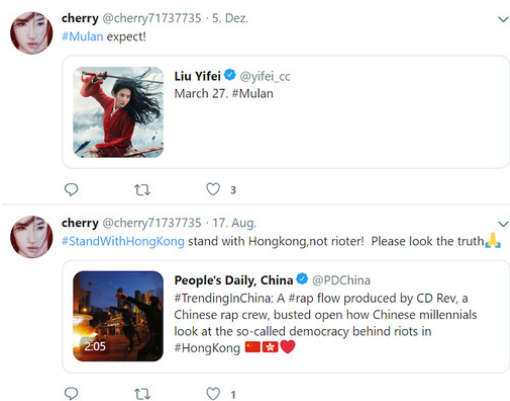 cherry @cherry71737735 · 5. Dez.
#Mulan expect!
Liu Yifei @yifei_cc
March 27. #Mulan
3
cherry @cherry71737735 · 17. Aug.
#StandWithHongKong stand with Hongkong,not rioter! Please look the truth🙏
People's Daily, China @PDChina
#TrendingInChina: A #rap flow produced by CD Rev, a
Chinese rap crew, busted open how Chinese millennials
look at the so-called democracy behind riots in
#HongKong 🇨🇳🇭🇰❤️
2:05
1